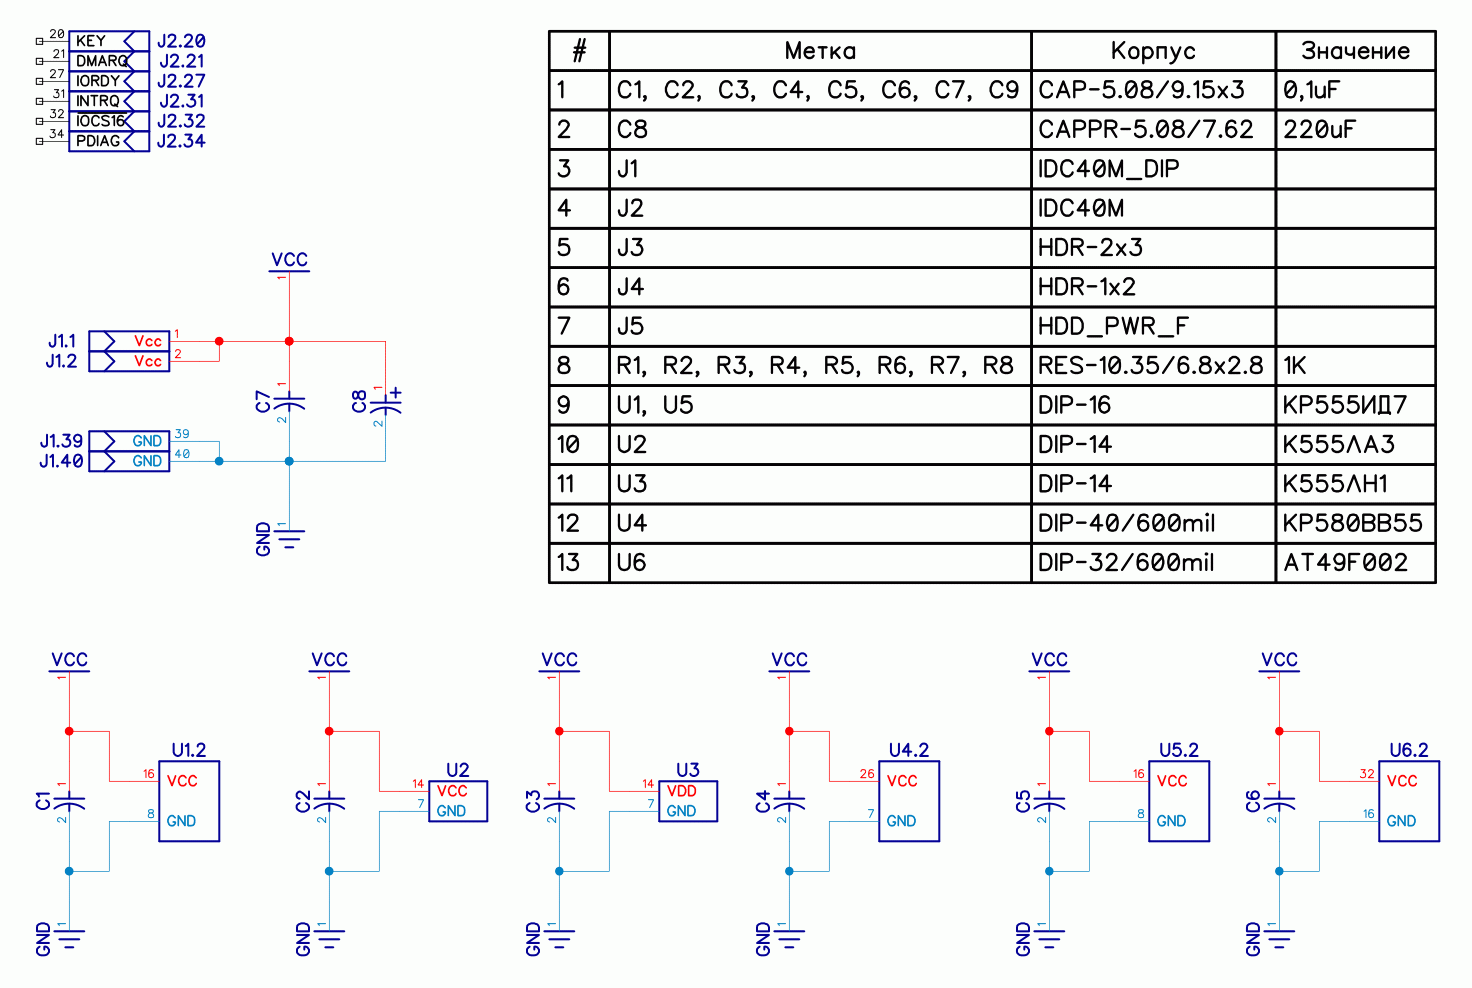 20 KEY J2.20
21 DMARQ J2.21
27 IORDY J2.27
31 INTRQ J2.31
32 IOCS16 J2.32
34 PDIAG J2.34
# Метка Корпус Значение
1 C1, C2, C3, C4, C5, C6, C7, C9 CAP-5.08/9.15x3 0,1uF
2 C8 CAPPR-5.08/7.62 220uF
3 J1 IDC40M_DIP
4 J2 IDC40M
5 J3 HDR-2x3
6 J4 HDR-1x2
7 J5 HDD_PWR_F
8 R1, R2, R3, R4, R5, R6, R7, R8 RES-10.35/6.8x2.8 1K
9 U1, U5 DIP-16 КР555ИД7
10 U2 DIP-14 К555ЛА3
11 U3 DIP-14 К555ЛН1
12 U4 DIP-40/600mil КР580ВВ55
13 U6 DIP-32/600mil AT49F002
VCC
1
J1.1 Vcc 1
J1.2 Vcc 2
C7 1 2
C8 1 + 2
J1.39 GND 39
J1.40 GND 40
1
GND
VCC VCC VCC VCC VCC VCC
1 1 1 1 1 1
U1.2 U2 U3 U4.2 U5.2 U6.2
16 VCC 14 VCC 14 VDD 26 VCC 16 VCC 32 VCC
C1 1 2 C2 1 2 C3 1 2 C4 1 2 C5 1 2 C6 1 2
8 GND 7 GND 7 GND 7 GND 8 GND 16 GND
1 1 1 1 1 1
GND GND GND GND GND GND